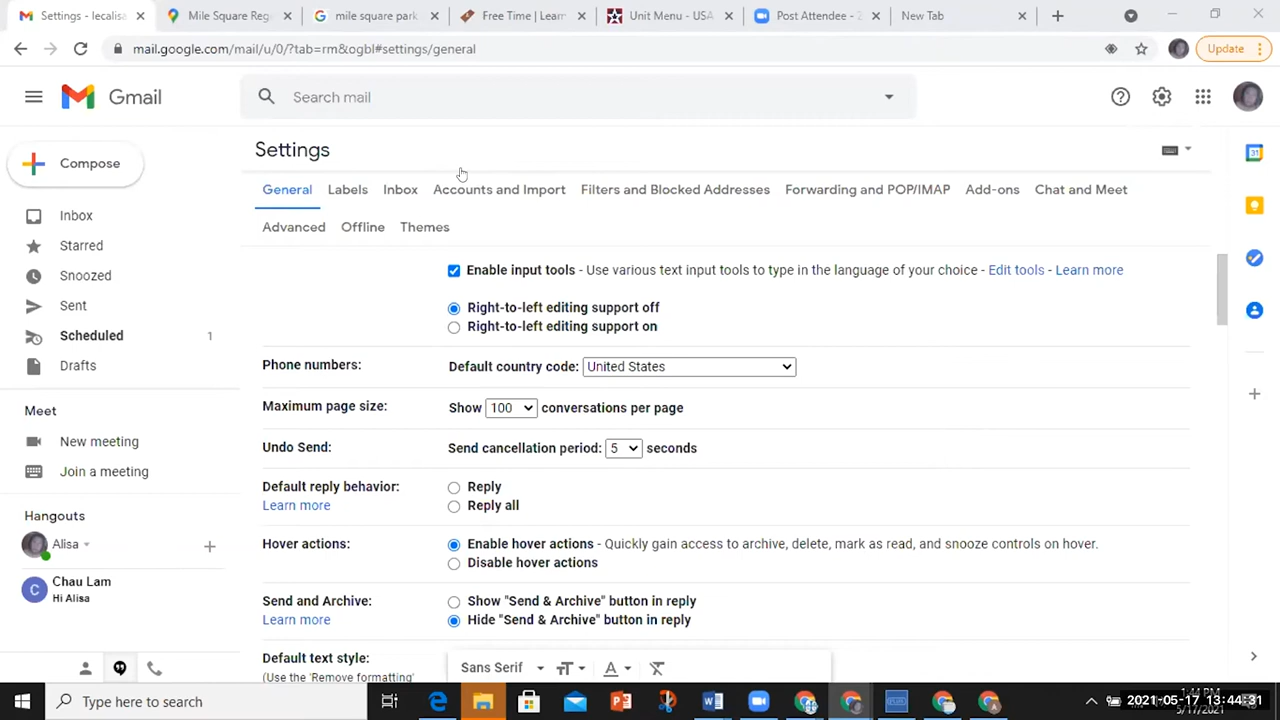 Settings - lecalisa
Mile Square Reg
mile square park
Free Time | Learn
Unit Menu - USA
Post Attendee - 2
New Tab
mail.google.com/mail/u/0/?tab=rm&ogbl#settings/general
Update
Gmail
Search mail
Compose
Settings
General
Labels
Inbox
Accounts and Import
Filters and Blocked Addresses
Forwarding and POP/IMAP
Add-ons
Chat and Meet
Advanced
Offline
Themes
Inbox
Starred
Snoozed
Sent
Scheduled 1
Drafts
Meet
New meeting
Join a meeting
Hangouts
Alisa
C
Chau Lam
Hi Alisa
Enable input tools - Use various text input tools to type in the language of your choice - Edit tools - Learn more
Right-to-left editing support off
Right-to-left editing support on
Phone numbers:
Default country code: United States
Maximum page size:
Show 100 conversations per page
Undo Send:
Send cancellation period: 5 seconds
Default reply behavior:
Learn more
Reply
Reply all
Hover actions:
Enable hover actions - Quickly gain access to archive, delete, mark as read, and snooze controls on hover.
Disable hover actions
Send and Archive:
Learn more
Show "Send & Archive" button in reply
Hide "Send & Archive" button in reply
Default text style:
(Use the 'Remove formatting'
Sans Serif
31
Type here to search
1:44 PM
2021-05-17 13:44:31
5/17/2021